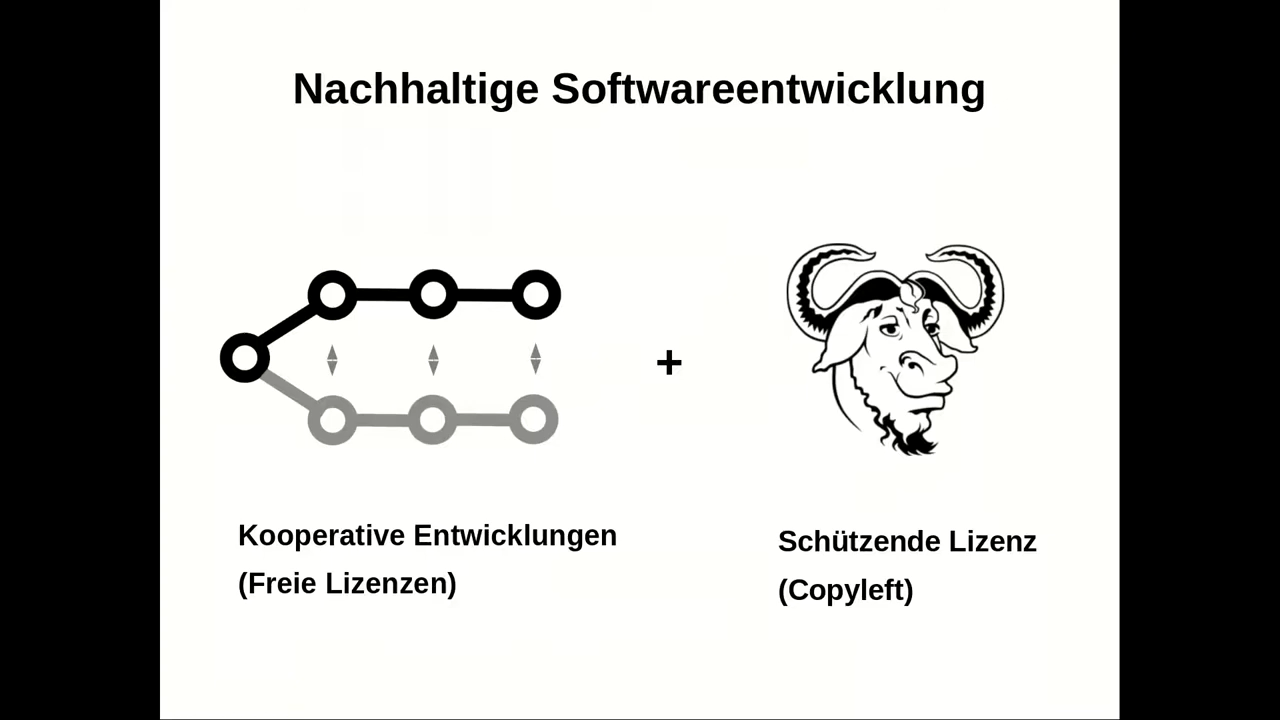 Nachhaltige Softwareentwicklung
+
Kooperative Entwicklungen
(Freie Lizenzen)
Schützende Lizenz
(Copyleft)